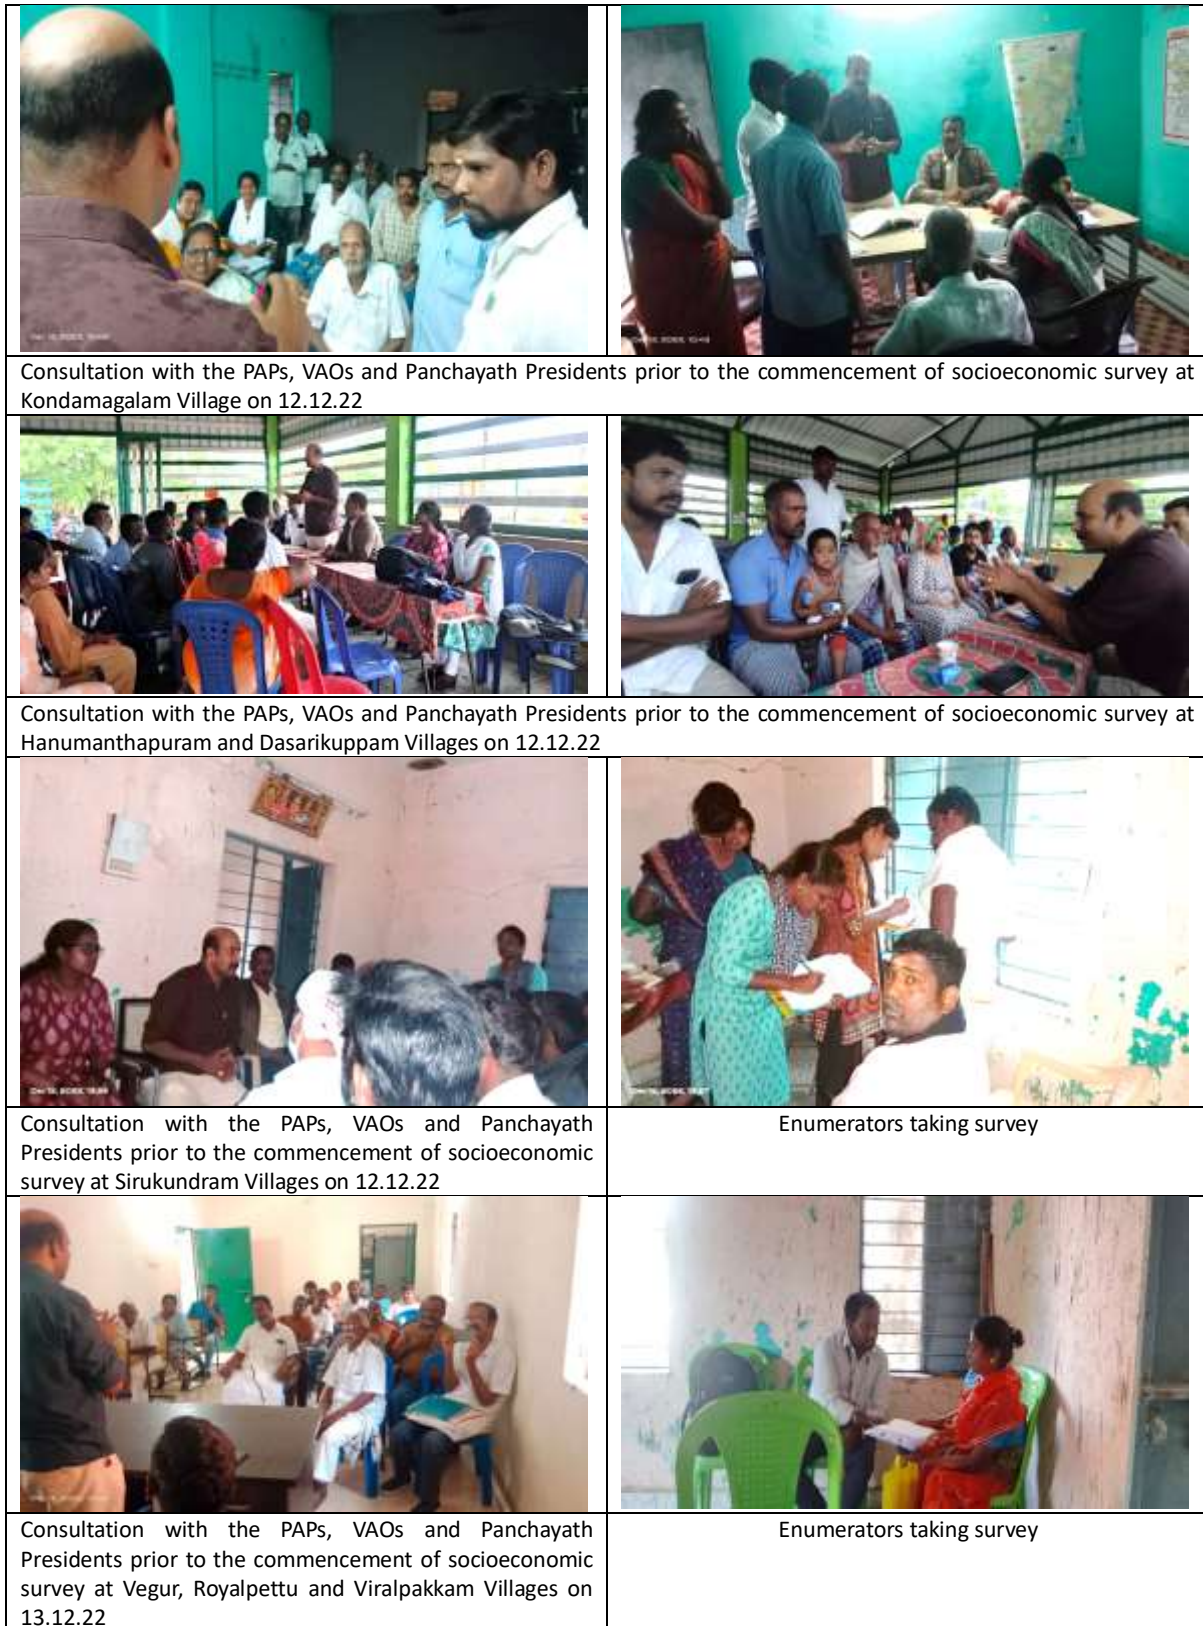 Consultation with the PAPs, VAOs and Panchayath Presidents prior to the commencement of socioeconomic survey at
Kondamagalam Village on 12.12.22
Consultation with the PAPs, VAOs and Panchayath Presidents prior to the commencement of socioeconomic survey at
Hanumanthapuram and Dasarikuppam Villages on 12.12.22
Consultation with the PAPs, VAOs and Panchayath
Presidents prior to the commencement of socioeconomic
survey at Sirukundram Villages on 12.12.22
Enumerators taking survey
Consultation with the PAPs, VAOs and Panchayath
Presidents prior to the commencement of socioeconomic
survey at Vegur, Royalpettu and Viralpakkam Villages on
13.12.22
Enumerators taking survey